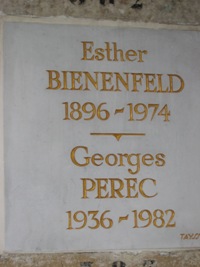 Esther
BIENENFELD
1896-1974
Georges
PEREC
1936-1982